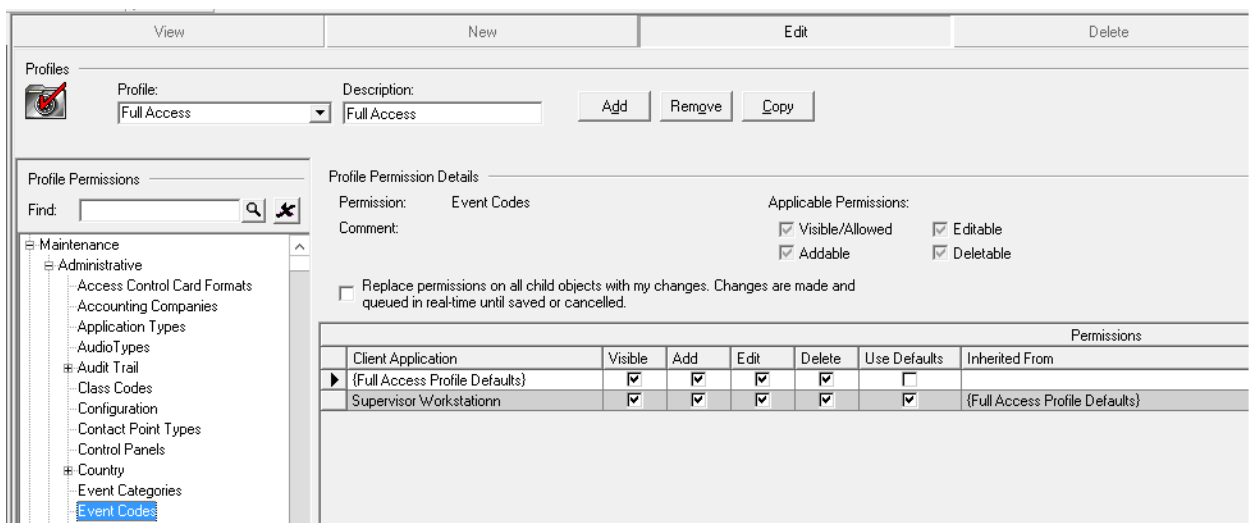 View New Edit Delete
Profiles
Profile: Description:
Full Access Full Access Add Remove Copy
Profile Permissions
Find:
Maintenance
Administrative
Access Control Card Formats
Accounting Companies
Application Types
AudioTypes
Audit Trail
Class Codes
Configuration
Contact Point Types
Control Panels
Country
Event Categories
Event Codes
Profile Permission Details
Permission: Event Codes Applicable Permissions:
Comment: Visible/Allowed Editable
Addable Deletable
Replace permissions on all child objects with my changes. Changes are made and
queued in real-time until saved or cancelled.
Permissions
Client Application Visible Add Edit Delete Use Defaults Inherited From
{Full Access Profile Defaults}
Supervisor Workstationn {Full Access Profile Defaults}